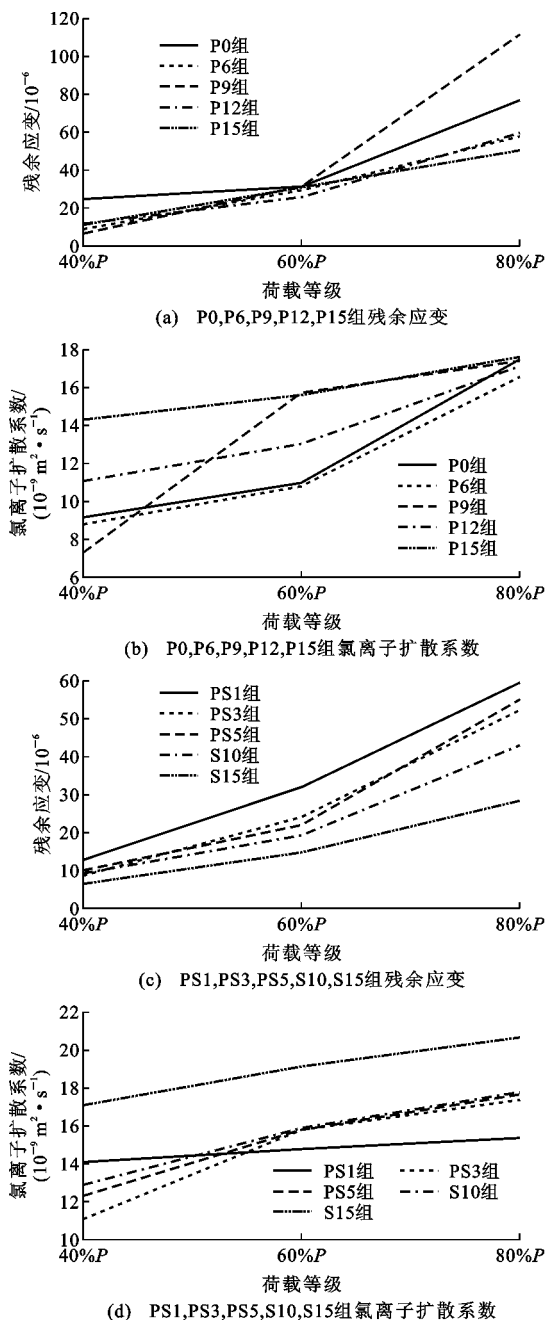 120
100
80
60
40
20
0
残余应变/10⁻⁶
P0组
P6组
P9组
P12组
P15组
40%P 60%P 80%P
荷载等级
(a) P0,P6,P9,P12,P15组残余应变
18
16
14
12
10
8
6
氯离子扩散系数/
(10⁻⁹ m²·s⁻¹)
P0组
P6组
P9组
P12组
P15组
40%P 60%P 80%P
荷载等级
(b) P0,P6,P9,P12,P15组氯离子扩散系数
60
50
40
30
20
10
0
残余应变/10⁻⁶
PS1组
PS3组
PS5组
S10组
S15组
40%P 60%P 80%P
荷载等级
(c) PS1,PS3,PS5,S10,S15组残余应变
22
20
18
16
14
12
10
氯离子扩散系数/
(10⁻⁹ m²·s⁻¹)
PS1组 PS3组
PS5组 S10组
S15组
40%P 60%P 80%P
荷载等级
(d) PS1,PS3,PS5,S10,S15组氯离子扩散系数